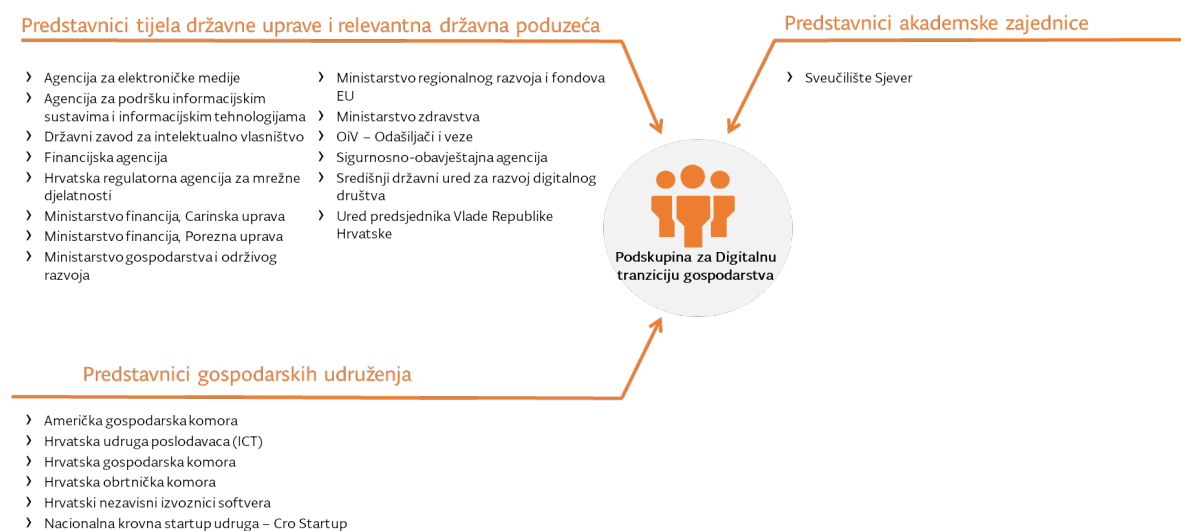 Predstavnici tijela državne uprave i relevantna državna poduzeća
› Agencija za elektroničke medije
› Agencija za podršku informacijskim
sustavima i informacijskim tehnologijama
› Državni zavod za intelektualno vlasništvo
› Financijska agencija
› Hrvatska regulatorna agencija za mrežne
djelatnosti
› Ministarstvo financija, Carinska uprava
› Ministarstvo financija, Porezna uprava
› Ministarstvo gospodarstva i održivog
razvoja
› Ministarstvo regionalnog razvoja i fondova
EU
› Ministarstvo zdravstva
› OiV – Odašiljači i veze
› Sigurnosno-obavještajna agencija
› Središnji državni ured za razvoj digitalnog
društva
› Ured predsjednika Vlade Republike
Hrvatske
Predstavnici akademske zajednice
› Sveučilište Sjever
Podskupina za Digitalnu
tranziciju gospodarstva
Predstavnici gospodarskih udruženja
› Američka gospodarska komora
› Hrvatska udruga poslodavaca (ICT)
› Hrvatska gospodarska komora
› Hrvatska obrtnička komora
› Hrvatski nezavisni izvoznici softvera
› Nacionalna krovna startup udruga – Cro Startup